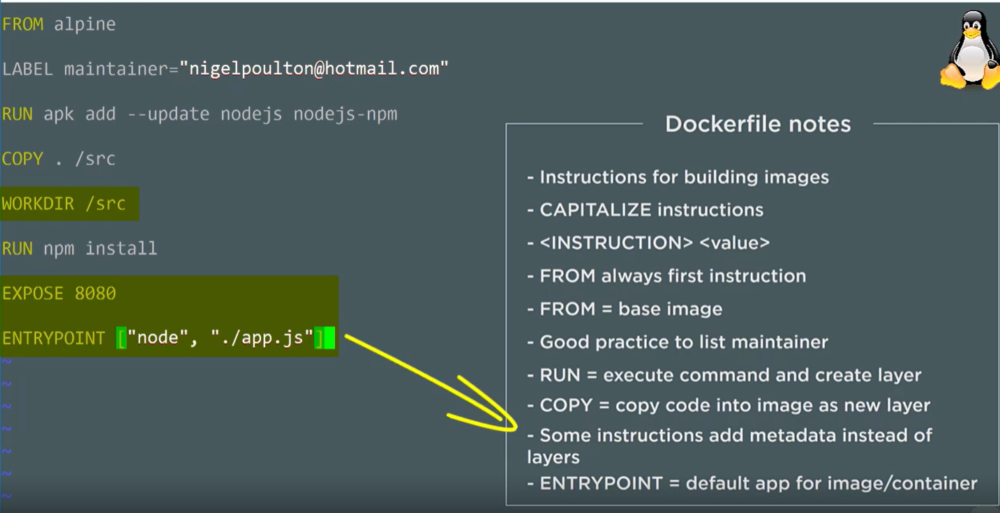 FROM alpine
LABEL maintainer="nigelpoulton@hotmail.com"
RUN apk add --update nodejs nodejs-npm
COPY . /src
WORKDIR /src
RUN npm install
EXPOSE 8080
ENTRYPOINT ["node", "./app.js"]
~
~
~
~
~
~
~
Dockerfile notes
- Instructions for building images
- CAPITALIZE instructions
- <INSTRUCTION> <value>
- FROM always first instruction
- FROM = base image
- Good practice to list maintainer
- RUN = execute command and create layer
- COPY = copy code into image as new layer
- Some instructions add metadata instead of
layers
- ENTRYPOINT = default app for image/container